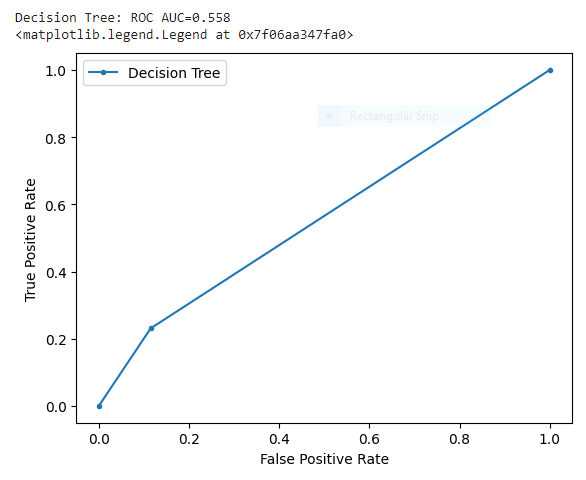 Decision Tree: ROC AUC=0.558
<matplotlib.legend.Legend at 0x7f06aa347fa0>
Decision Tree
Rectangular Snip
1.0
0.8
0.6
0.4
0.2
0.0
True Positive Rate
0.0 0.2 0.4 0.6 0.8 1.0
False Positive Rate